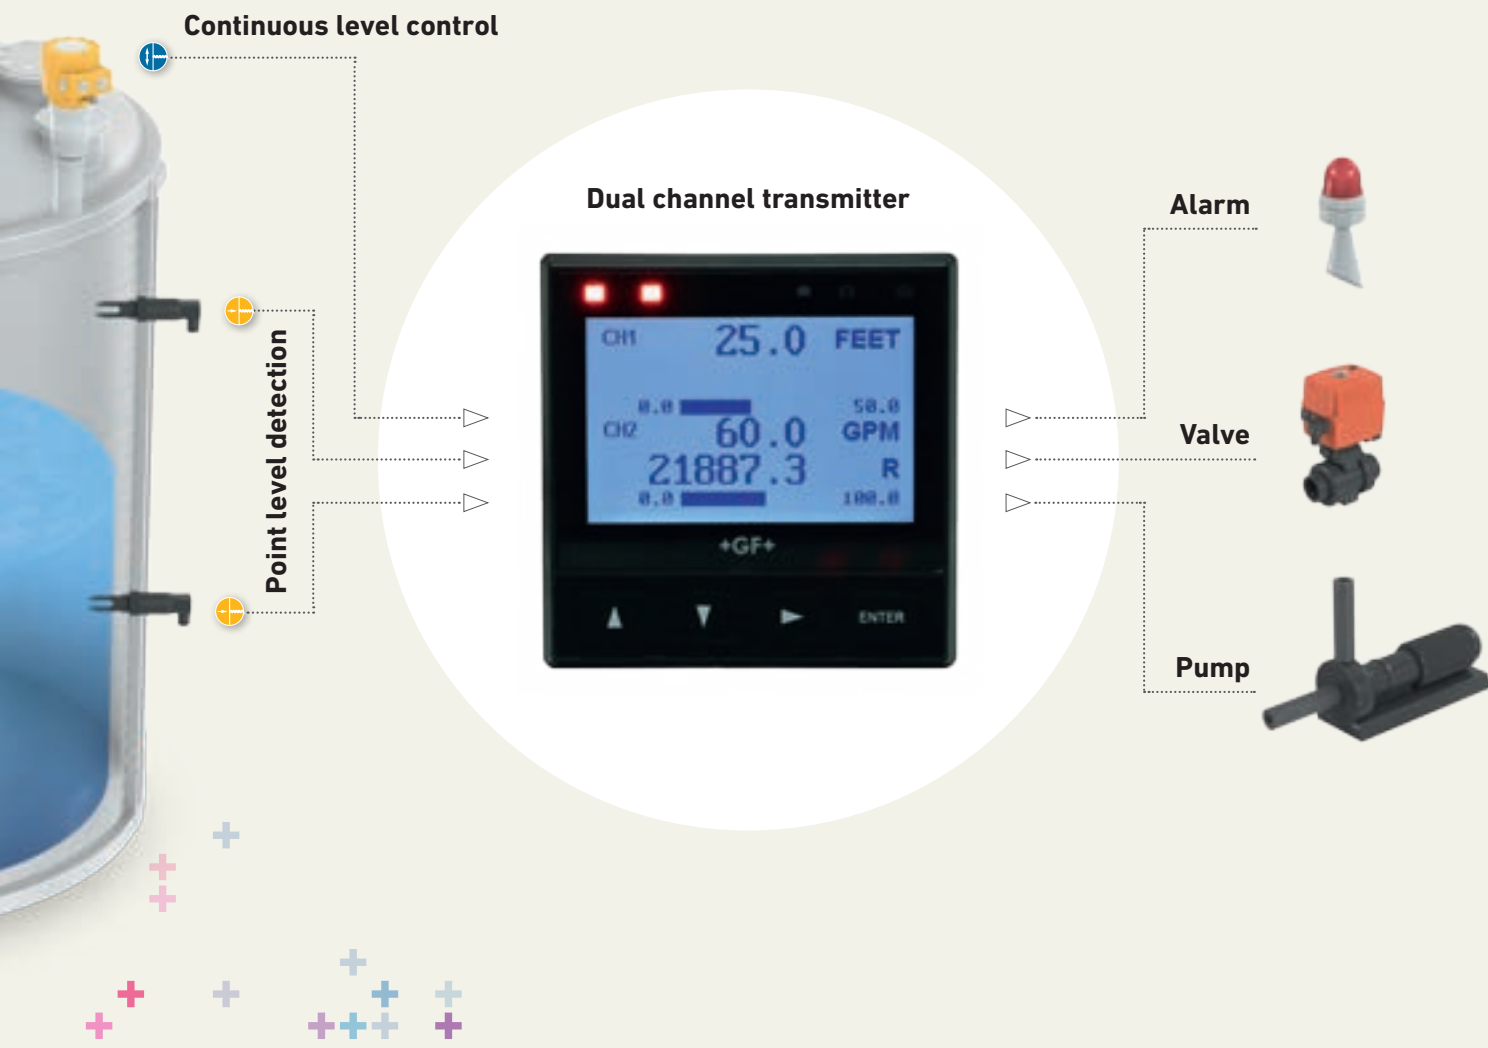 Continuous level control
Dual channel transmitter
Point level detection
CH1 25.0 FEET
0.0 50.0
CH2 60.0 GPM
21887.3 R
0.0 100.0
+GF+
ENTER
Alarm
Valve
Pump